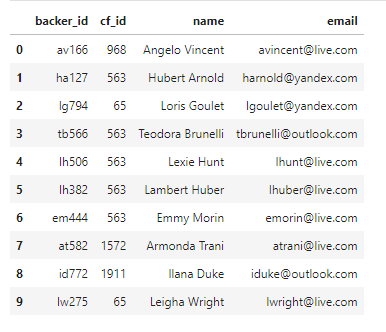 backer_id cf_id name email
0 av166 968 Angelo Vincent avincent@live.com
1 ha127 563 Hubert Arnold harnold@yandex.com
2 lg794 65 Loris Goulet lgoulet@yandex.com
3 tb566 563 Teodora Brunelli tbrunelli@outlook.com
4 lh506 563 Lexie Hunt lhunt@live.com
5 lh382 563 Lambert Huber lhuber@live.com
6 em444 563 Emmy Morin emorin@live.com
7 at582 1572 Armonda Trani atrani@live.com
8 id772 1911 Ilana Duke iduke@outlook.com
9 lw275 65 Leigha Wright lwright@live.com